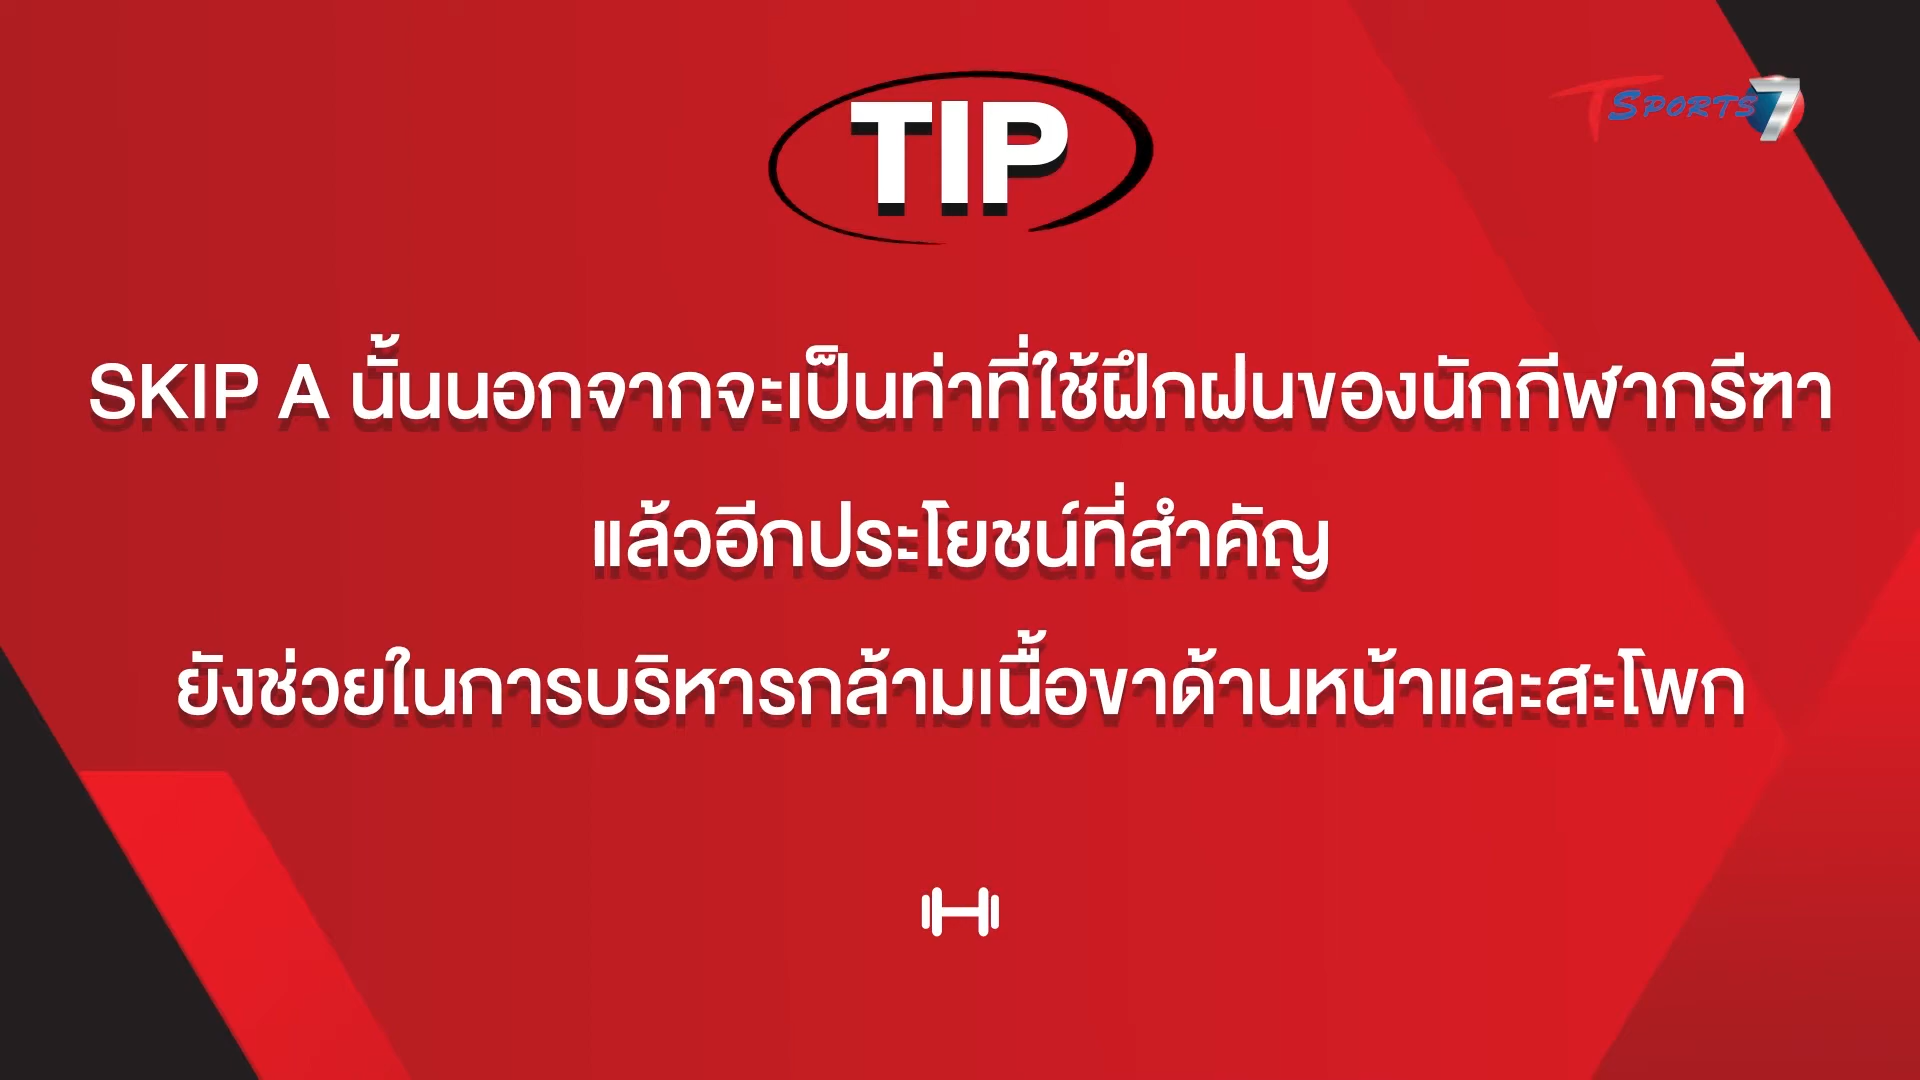 TIP
TSPORTS7
SKIP A นั้นนอกจากจะเป็นท่าที่ใช้ฝึกฝนของนักกีฬากรีฑา
แล้วอีกประโยชน์ที่สำคัญ
ยังช่วยในการบริหารกล้ามเนื้อขาด้านหน้าและสะโพก